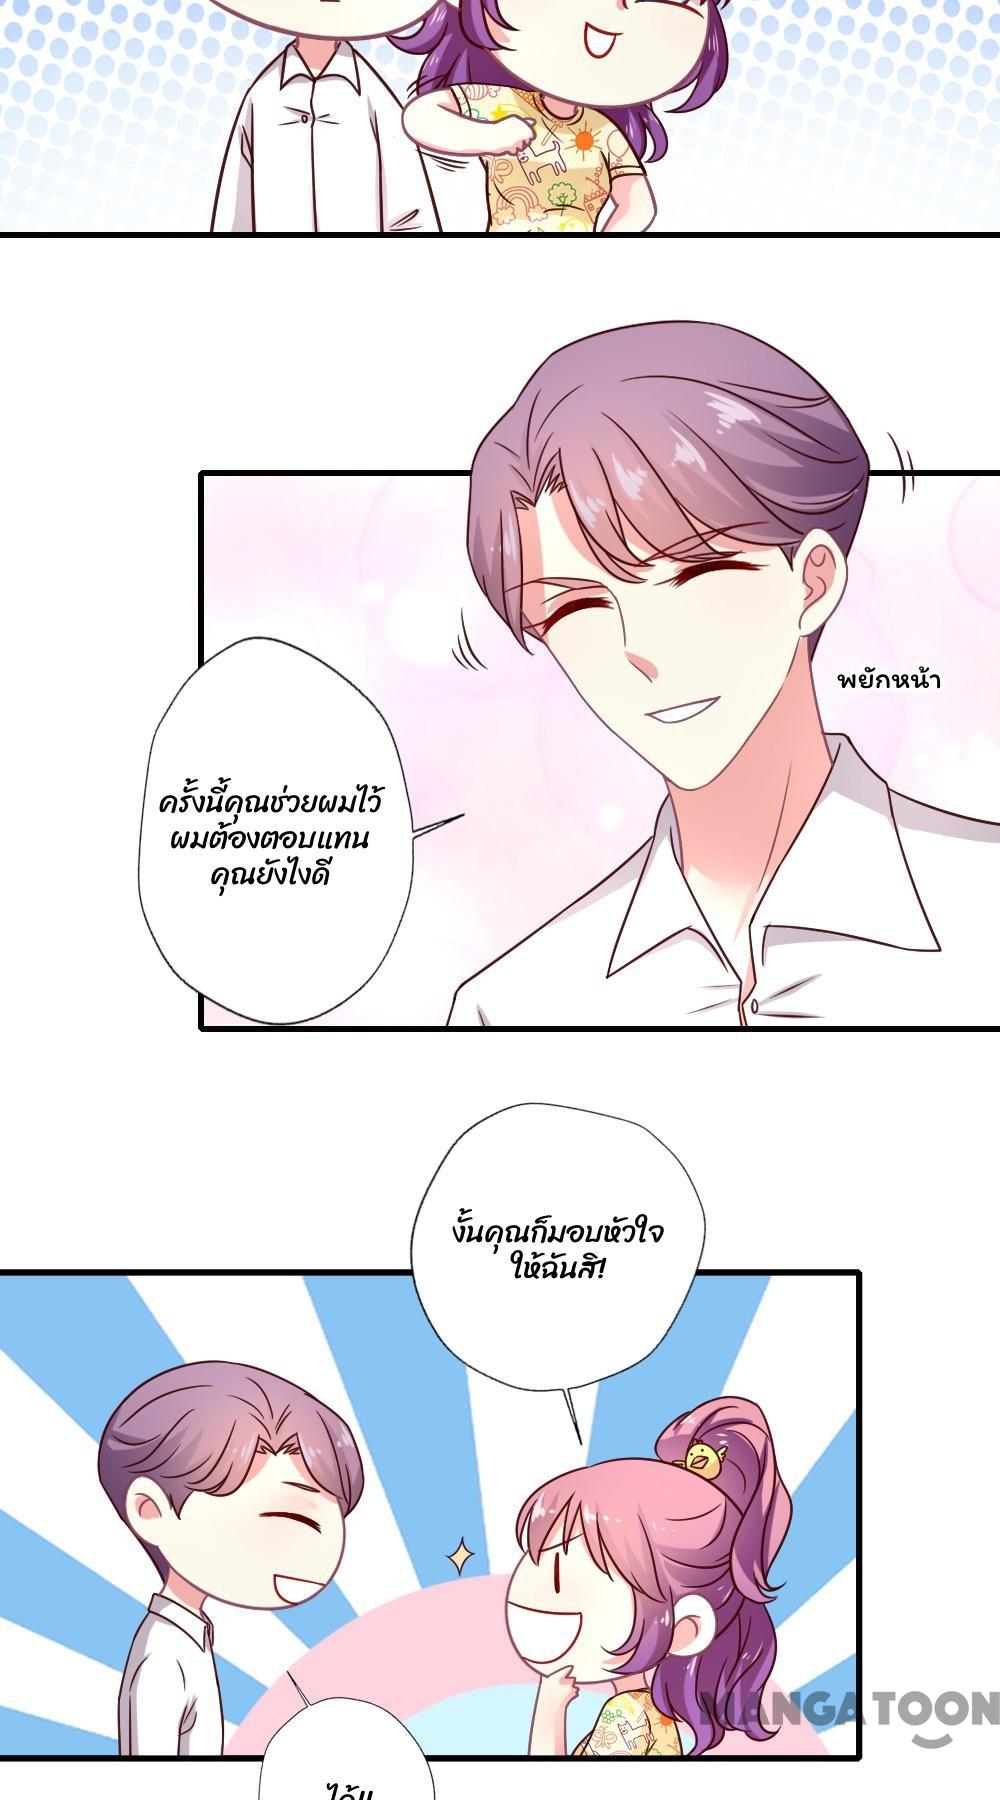 พยักหน้า
ครั้งนี้คุณช่วยผมไว้
ผมต้องตอบแทน
คุณยังไงดี
งั้นคุณก็มอบหัวใจ
ให้ฉันสิ!
MANGATOON